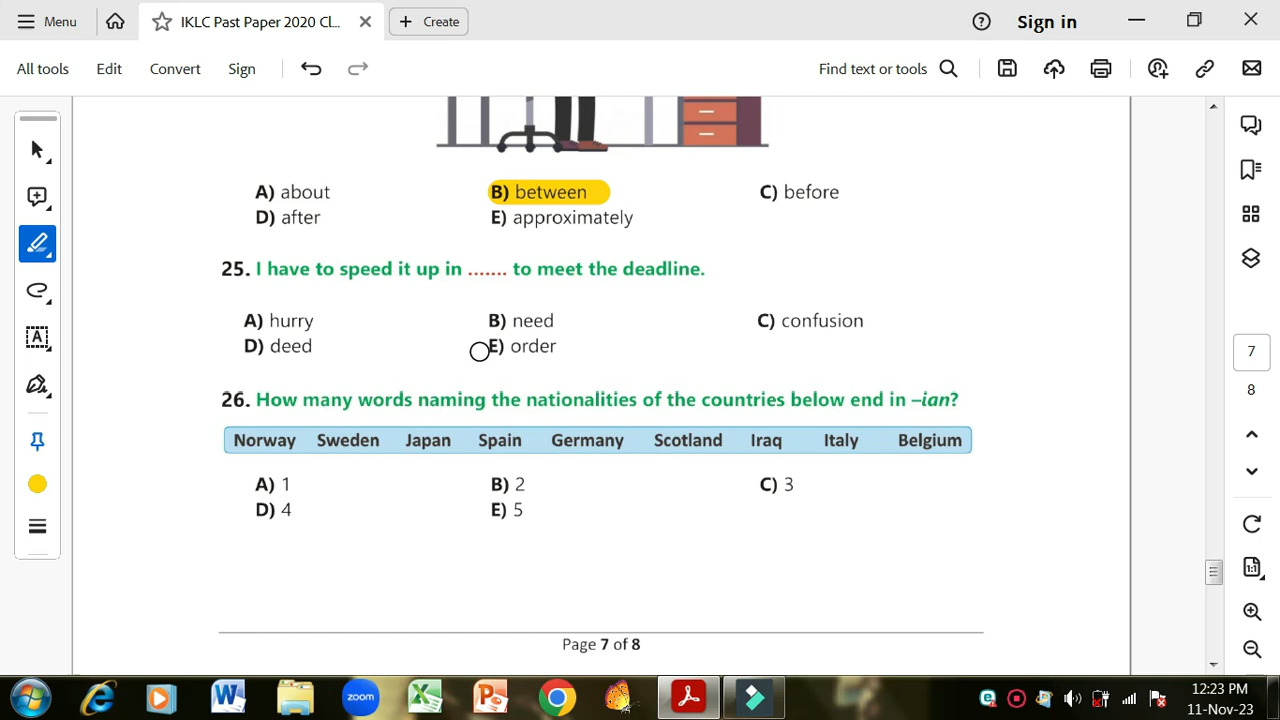 Menu
IKLC Past Paper 2020 Cl...
Create
Sign in
All tools Edit Convert Sign
Find text or tools
A) about B) between C) before
D) after E) approximately
25. I have to speed it up in ....... to meet the deadline.
A) hurry B) need C) confusion
D) deed E) order
26. How many words naming the nationalities of the countries below end in –ian?
Norway Sweden Japan Spain Germany Scotland Iraq Italy Belgium
A) 1 B) 2 C) 3
D) 4 E) 5
Page 7 of 8
7
8
1:1
zoom
12:23 PM
11-Nov-23